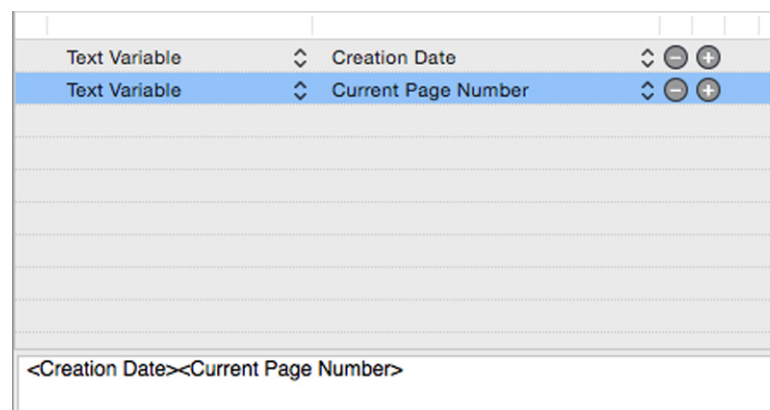 Text Variable Creation Date
Text Variable Current Page Number
<Creation Date><Current Page Number>